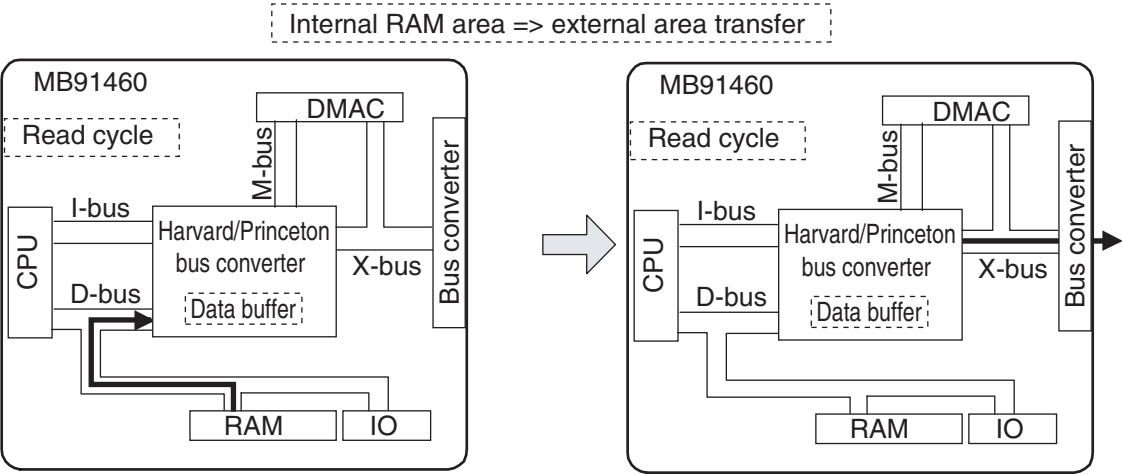 Internal RAM area => external area transfer
MB91460
DMAC
Read cycle
M-bus
Bus converter
I-bus
CPU
Harvard/Princeton
bus converter
X-bus
D-bus
Data buffer
RAM
IO
MB91460
DMAC
Read cycle
M-bus
Bus converter
I-bus
CPU
Harvard/Princeton
bus converter
X-bus
D-bus
Data buffer
RAM
IO